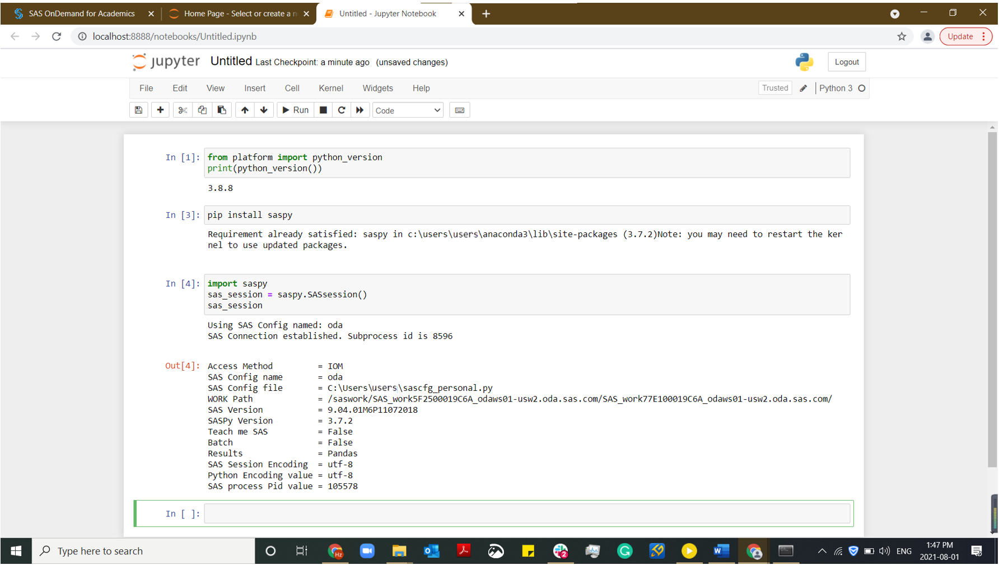 SAS OnDemand for Academics
Home Page - Select or create a n
Untitled - Jupyter Notebook
localhost:8888/notebooks/Untitled.ipynb
Update
jupyter Untitled Last Checkpoint: a minute ago (unsaved changes)
Logout
File Edit View Insert Cell Kernel Widgets Help
Trusted Python 3
Run Code
In [1]: from platform import python_version
print(python_version())
3.8.8
In [3]: pip install saspy
Requirement already satisfied: saspy in c:\users\users\anaconda3\lib\site-packages (3.7.2)Note: you may need to restart the ker
nel to use updated packages.
In [4]: import saspy
sas_session = saspy.SASsession()
sas_session
Using SAS Config named: oda
SAS Connection established. Subprocess id is 8596
Out[4]: Access Method = IOM
SAS Config name = oda
SAS Config file = C:\Users\users\sascfg_personal.py
WORK Path = /saswork/SAS_work5F2500019C6A_odaws01-usw2.oda.sas.com/SAS_work77E100019C6A_odaws01-usw2.oda.sas.com/
SAS Version = 9.04.01M6P11072018
SASPy Version = 3.7.2
Teach me SAS = False
Batch = False
Results = Pandas
SAS Session Encoding = utf-8
Python Encoding value = utf-8
SAS process Pid value = 105578
In [ ]:
Type here to search
Hz
2
ENG
1:47 PM
2021-08-01